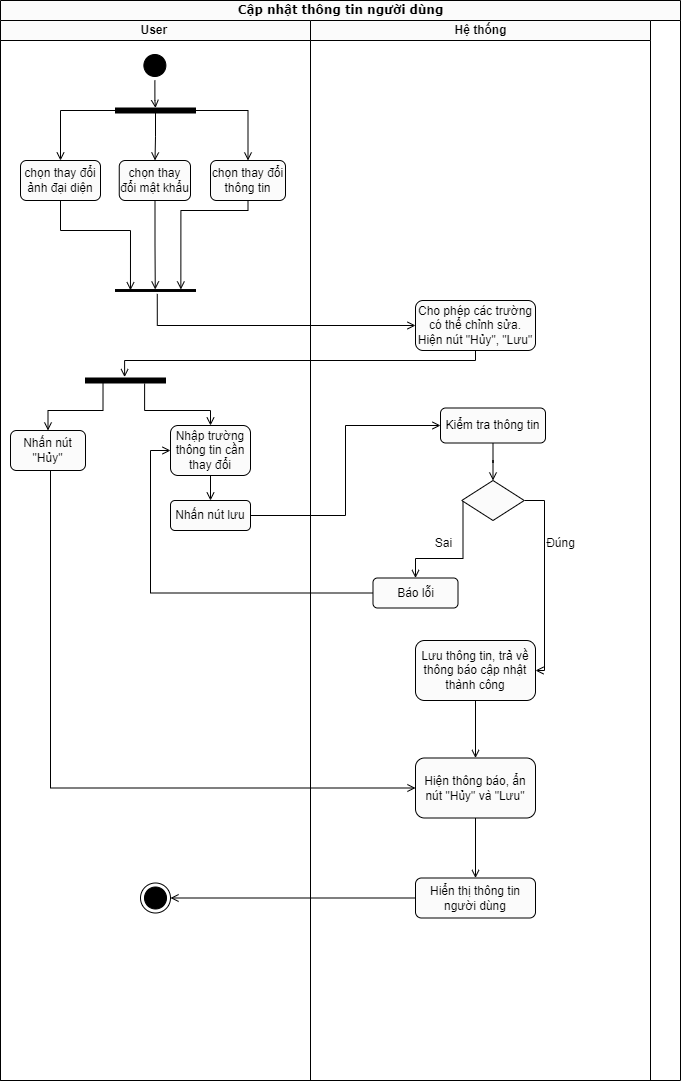 Cập nhật thông tin người dùng
User
Hệ thống
chọn thay đổi
ảnh đại diện
chọn thay
đổi mật khẩu
chọn thay đổi
thông tin
Cho phép các trường
có thể chỉnh sửa.
Hiện nút "Hủy", "Lưu"
Nhấn nút
"Hủy"
Nhập trường
thông tin cần
thay đổi
Kiểm tra thông tin
Nhấn nút lưu
Sai
Đúng
Báo lỗi
Lưu thông tin, trả về
thông báo cập nhật
thành công
Hiện thông báo, ẩn
nút "Hủy" và "Lưu"
Hiển thị thông tin
người dùng